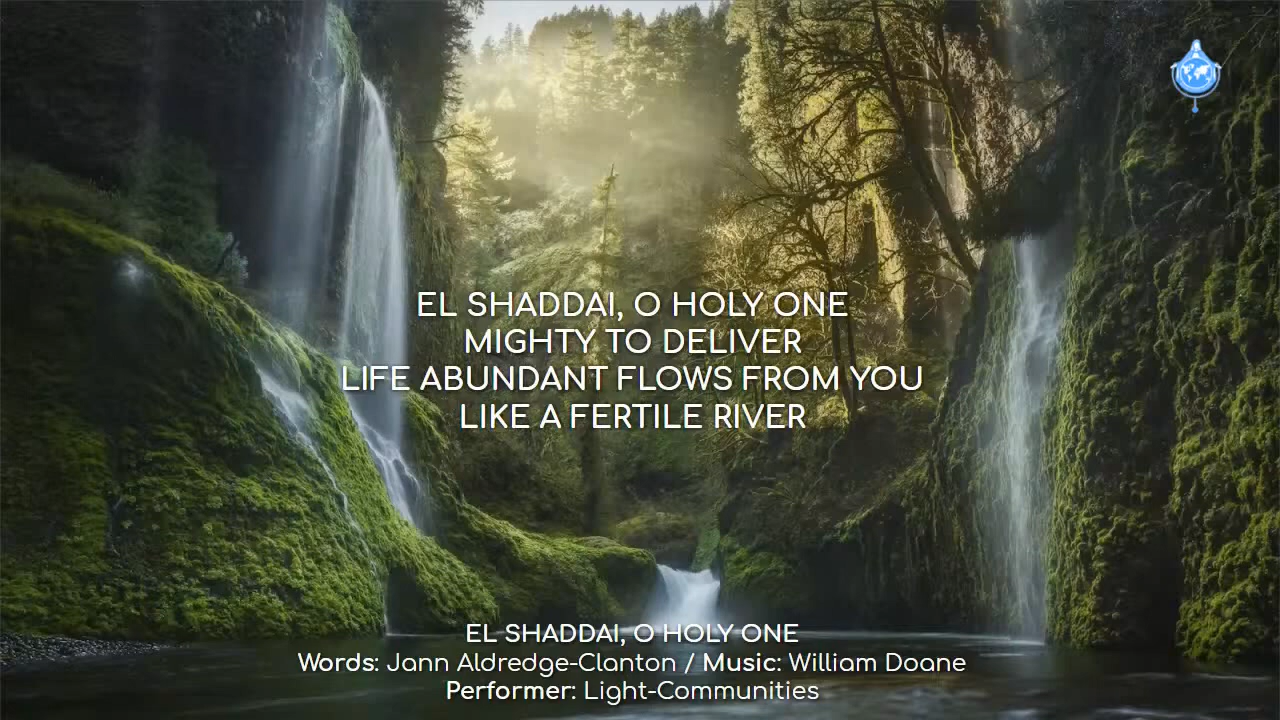 EL SHADDAI, O HOLY ONE
MIGHTY TO DELIVER
LIFE ABUNDANT FLOWS FROM YOU
LIKE A FERTILE RIVER
EL SHADDAI, O HOLY ONE
Words: Jann Aldredge-Clanton / Music: William Doane
Performer: Light-Communities